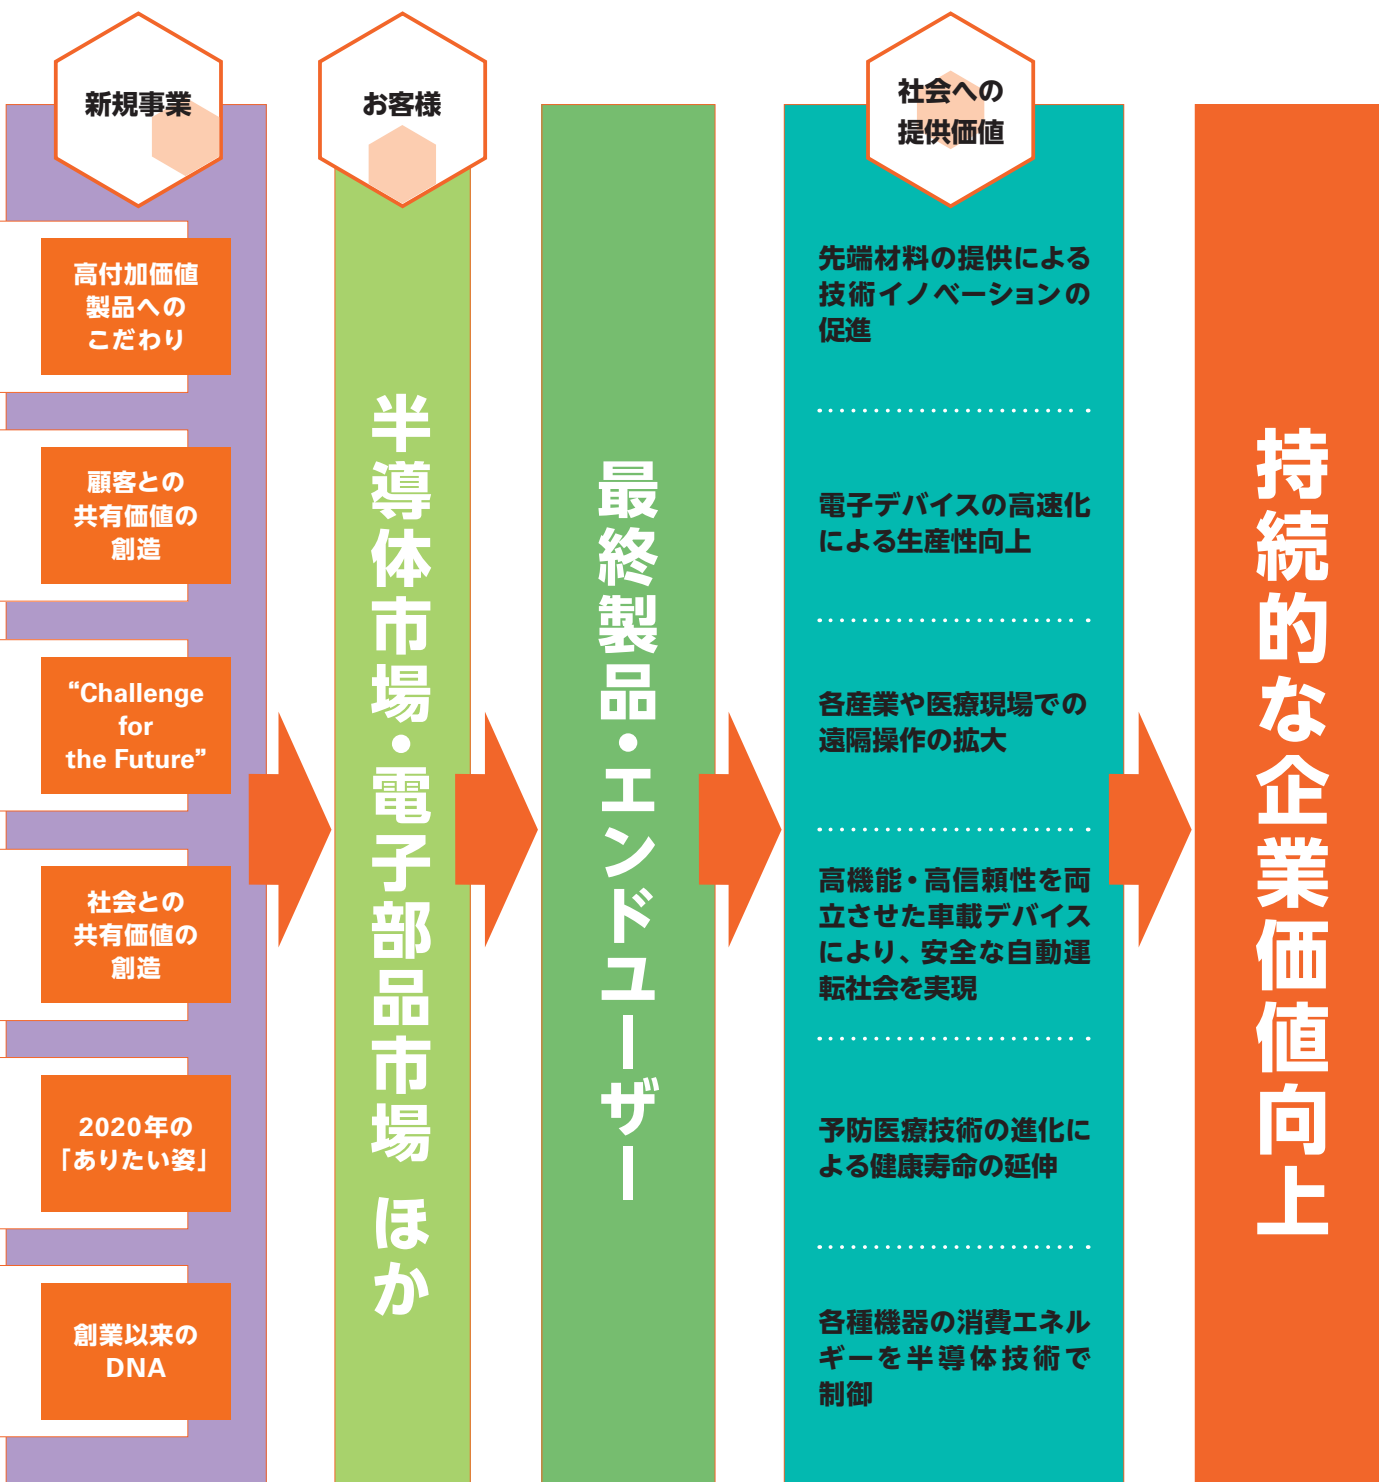 新規事業
高付加価値
製品への
こだわり
顧客との
共有価値の
創造
“Challenge
for
the Future”
社会との
共有価値の
創造
2020年の
「ありたい姿」
創業以来の
DNA
お客様
半導体市場・電子部品市場 ほか
最終製品・エンドユーザー
社会への
提供価値
先端材料の提供による
技術イノベーションの
促進
電子デバイスの高速化
による生産性向上
各産業や医療現場での
遠隔操作の拡大
高機能・高信頼性を両
立させた車載デバイス
により、安全な自動運
転社会を実現
予防医療技術の進化に
よる健康寿命の延伸
各種機器の消費エネル
ギーを半導体技術で
制御
持続的な企業価値向上